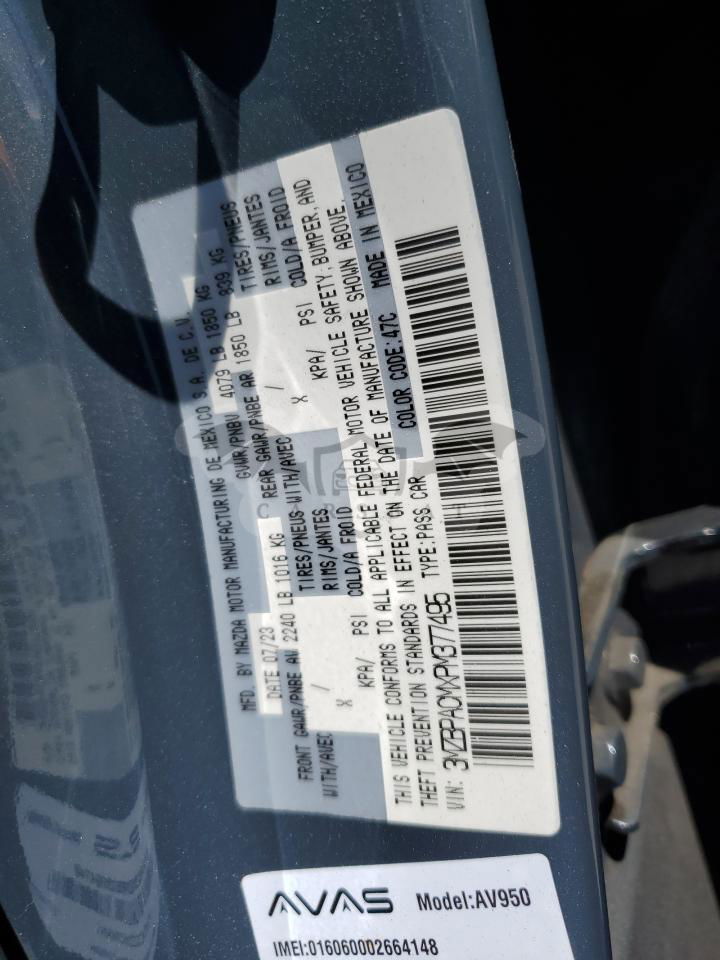 MFD. BY MAZDA MOTOR MANUFACTURING DE MEXICO S.A. DE C.V.
DATE 07/23 GVWR/PNBV 4079 LB 1850 KG
FRONT GAWR/PNBE AV 2240 LB 1016 KG REAR GAWR/PNBE AR 1850 LB 839 KG
WITH/AVEC TIRES/PNEUS WITH/AVEC TIRES/PNEUS
X / RIMS/JANTES X / RIMS/JANTES
KPA/ PSI COLD/A FROID KPA/ PSI COLD/A FROID
THIS VEHICLE CONFORMS TO ALL APPLICABLE FEDERAL MOTOR VEHICLE SAFETY, BUMPER, AND
THEFT PREVENTION STANDARDS IN EFFECT ON THE DATE OF MANUFACTURE SHOWN ABOVE.
VIN: 3MZBPACMXPM377495 TYPE:PASS.CAR COLOR CODE:47C MADE IN MEXICO
AVAS Model:AV950
IMEI:016060002664148